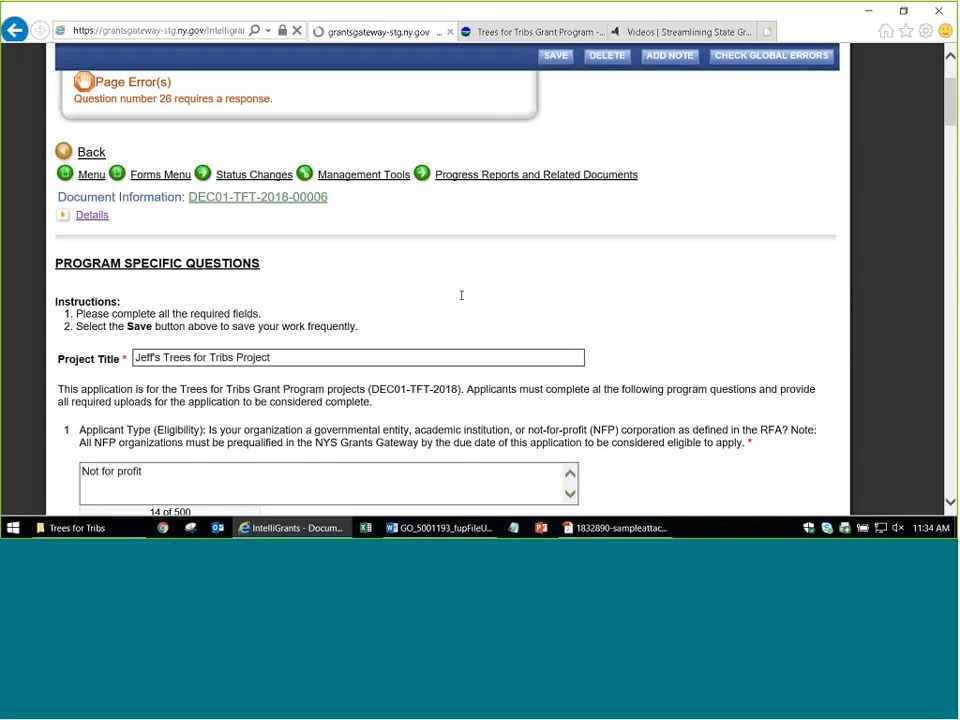 https://grantsgateway-stg.ny.gov/Intelligrar
grantsgateway-stg.ny.gov ...
Trees for Tribs Grant Program -...
Videos | Streamlining State Gr...
SAVE
DELETE
ADD NOTE
CHECK GLOBAL ERRORS
Page Error(s)
Question number 26 requires a response.
Back
Menu
Forms Menu
Status Changes
Management Tools
Progress Reports and Related Documents
Document Information: DEC01-TFT-2018-00006
Details
PROGRAM SPECIFIC QUESTIONS
Instructions:
1. Please complete all the required fields.
2. Select the Save button above to save your work frequently.
Project Title * Jeff's Trees for Tribs Project
This application is for the Trees for Tribs Grant Program projects (DEC01-TFT-2018). Applicants must complete al the following program questions and provide
all required uploads for the application to be considered complete.
1 Applicant Type (Eligibility): Is your organization a governmental entity, academic institution, or not-for-profit (NFP) corporation as defined in the RFA? Note:
All NFP organizations must be prequalified in the NYS Grants Gateway by the due date of this application to be considered eligible to apply. *
Not for profit
14 of 500
Trees for Tribs
IntelliGrants - Docum...
GO_5001193_fupFileU...
1832890-sampleattac...
11:34 AM